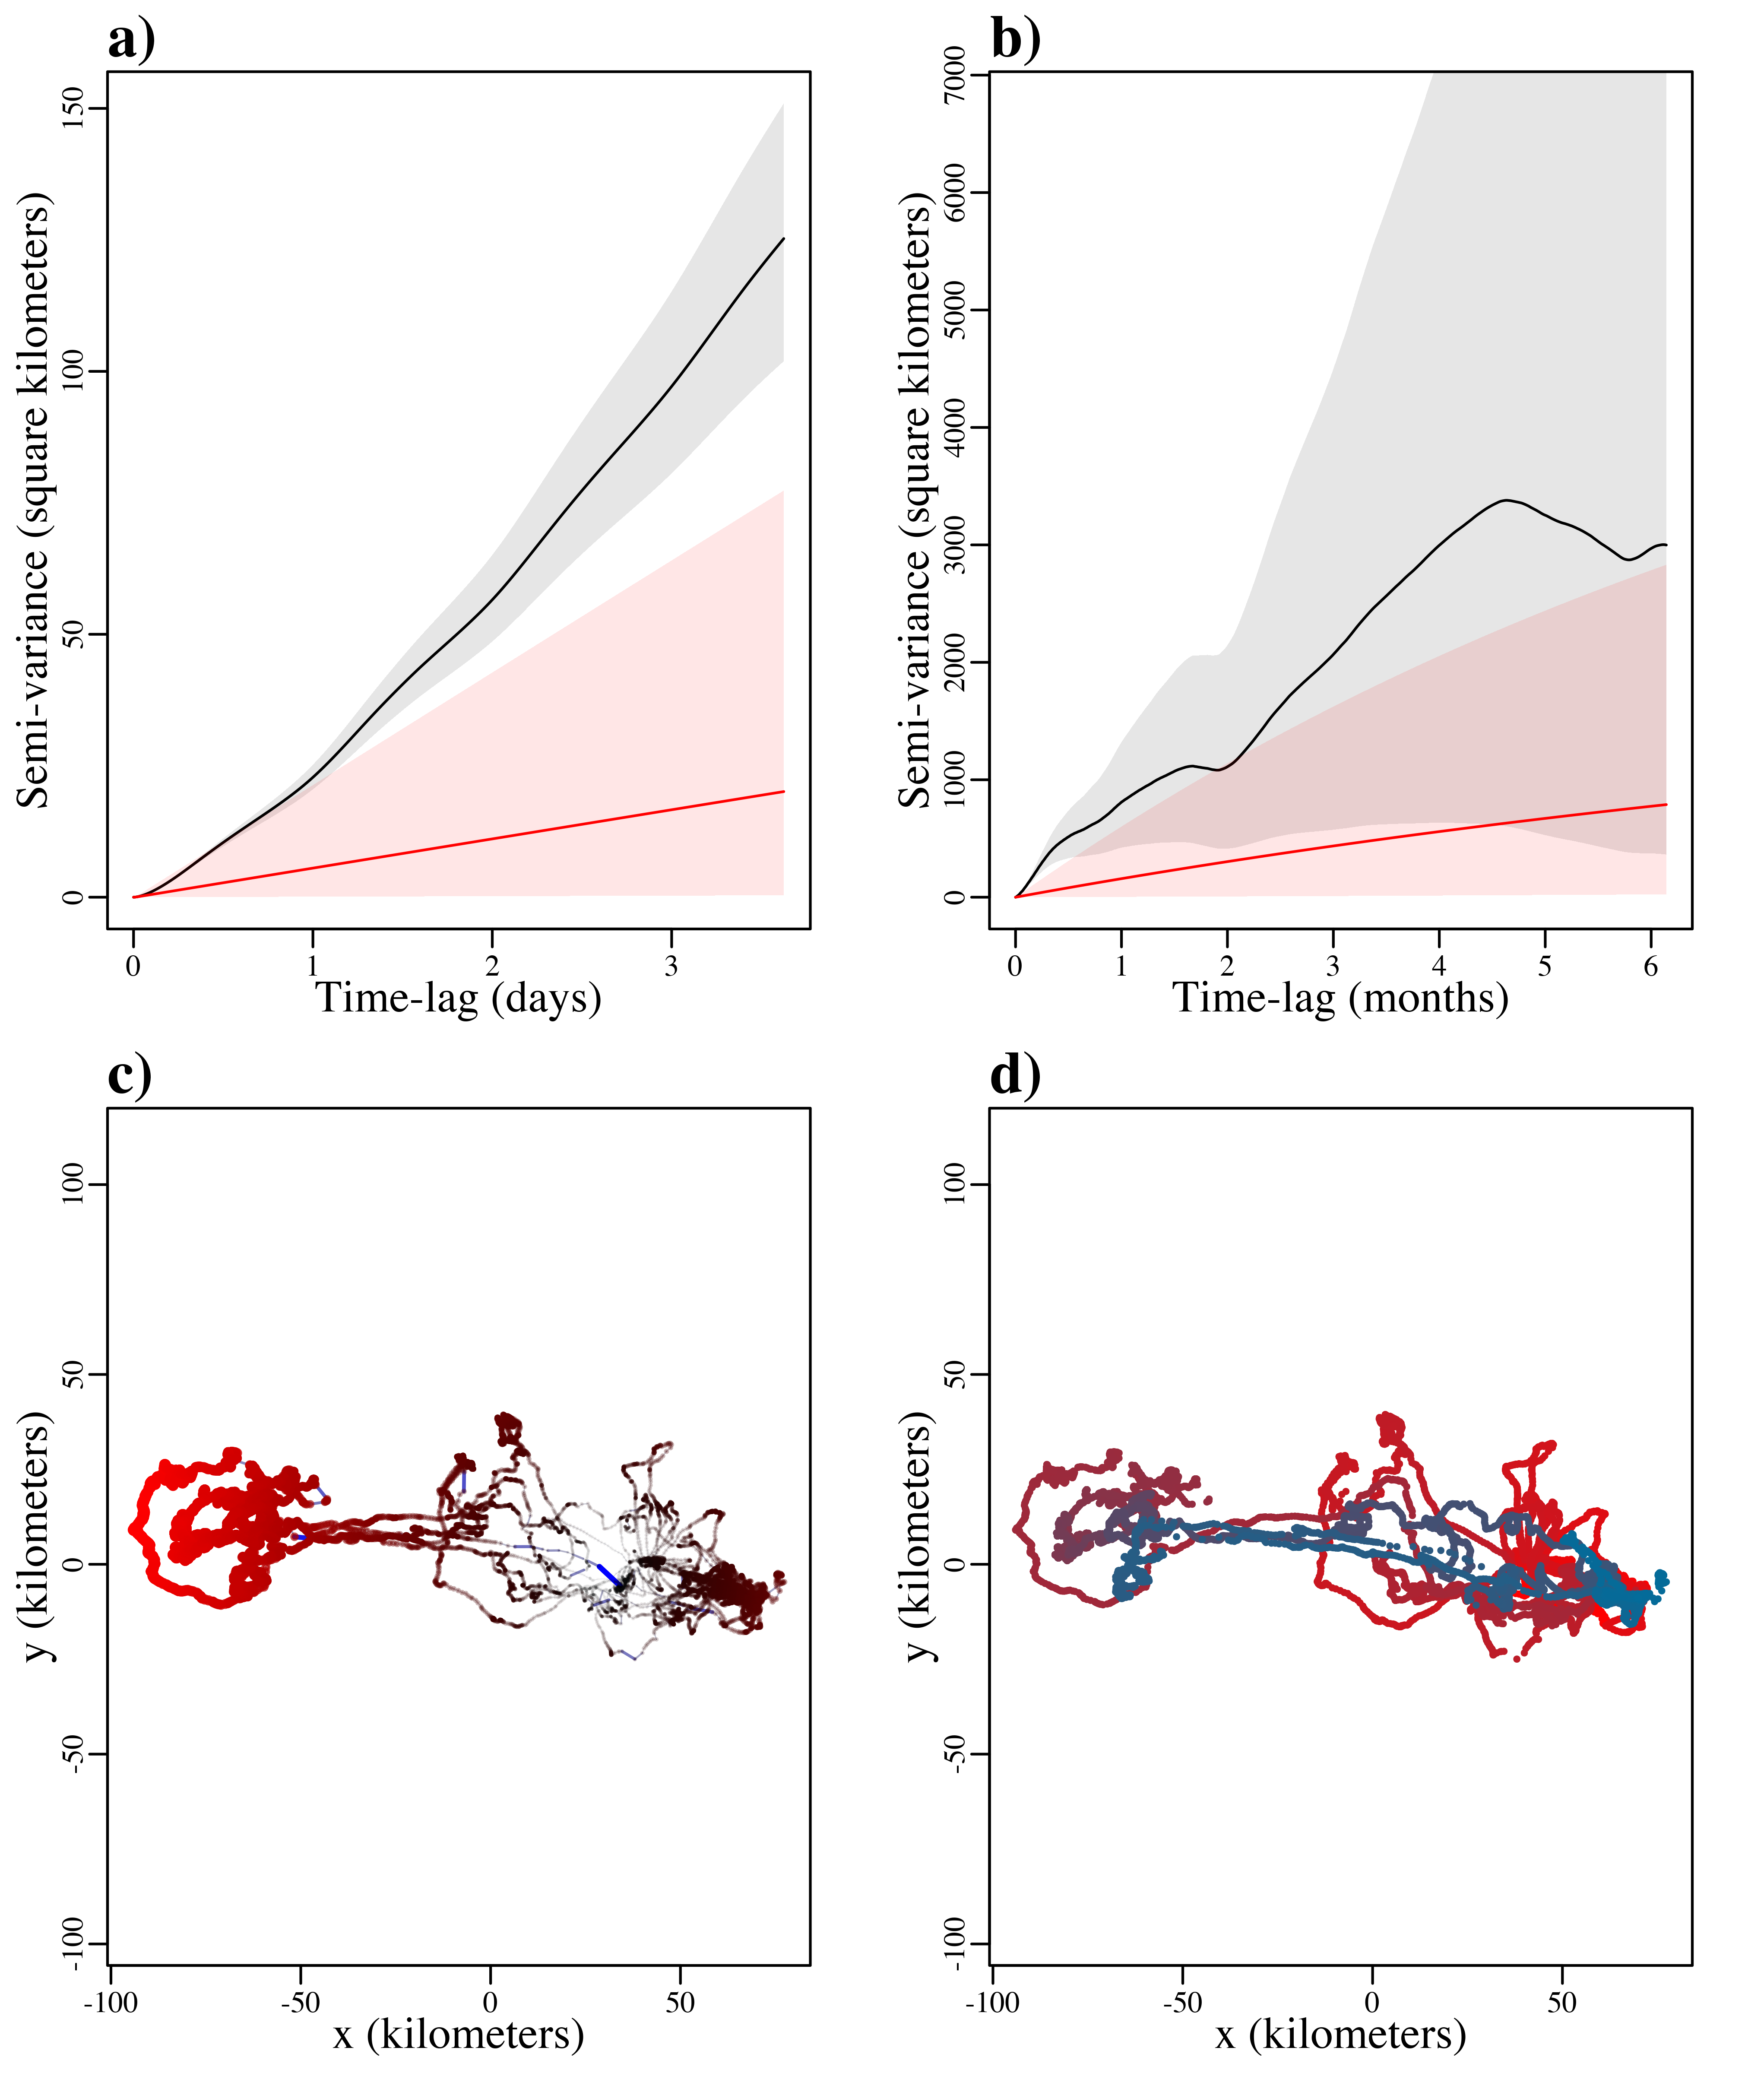 a)
Semi-variance (square kilometers)
0 50 100 150
0 1 2 3
Time-lag (days)
b)
Semi-variance (square kilometers)
0 1000 2000 3000 4000 5000 6000 7000
0 1 2 3 4 5 6
Time-lag (months)
c)
y (kilometers)
-100 -50 0 50 100
-100 -50 0 50
x (kilometers)
d)
y (kilometers)
-100 -50 0 50 100
-100 -50 0 50
x (kilometers)